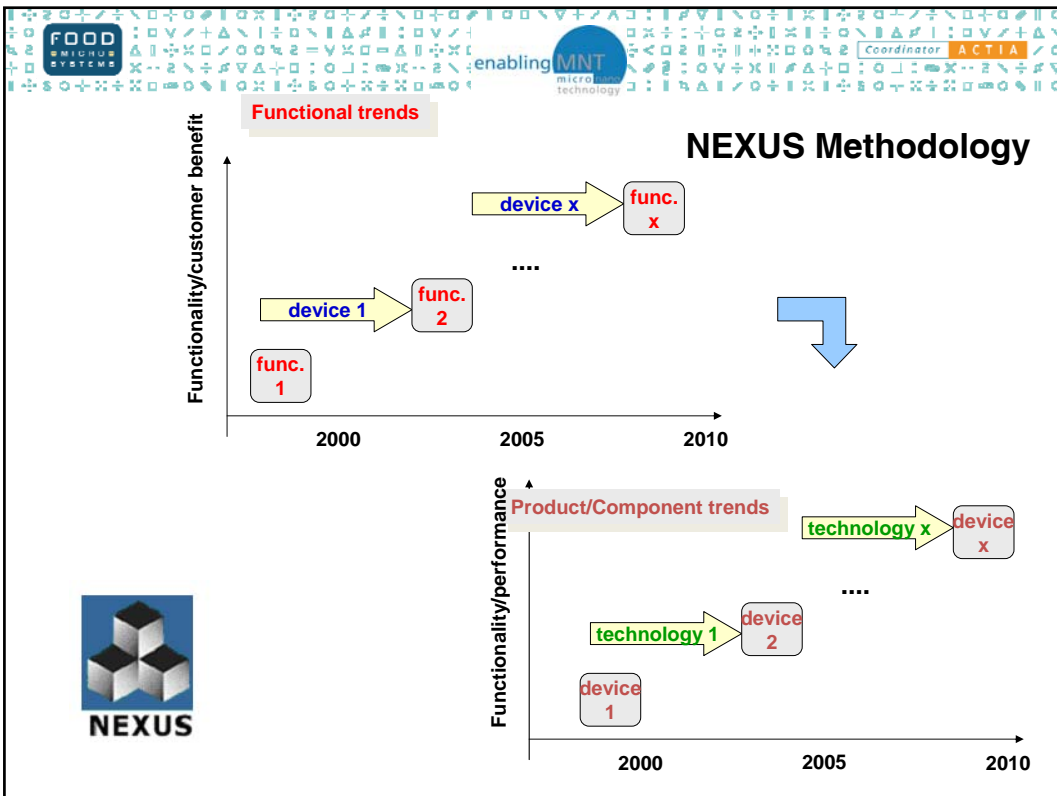 FOOD
MICRO
SYSTEMS
enabling MNT
micro nano
technology
Coordinator ACTIA
Functional trends
NEXUS Methodology
Functionality/customer benefit
device x
func.
x
....
device 1
func.
2
func.
1
2000 2005 2010
Functionality/performance
Product/Component trends
technology x
device
x
....
technology 1
device
2
device
1
2000 2005 2010
NEXUS